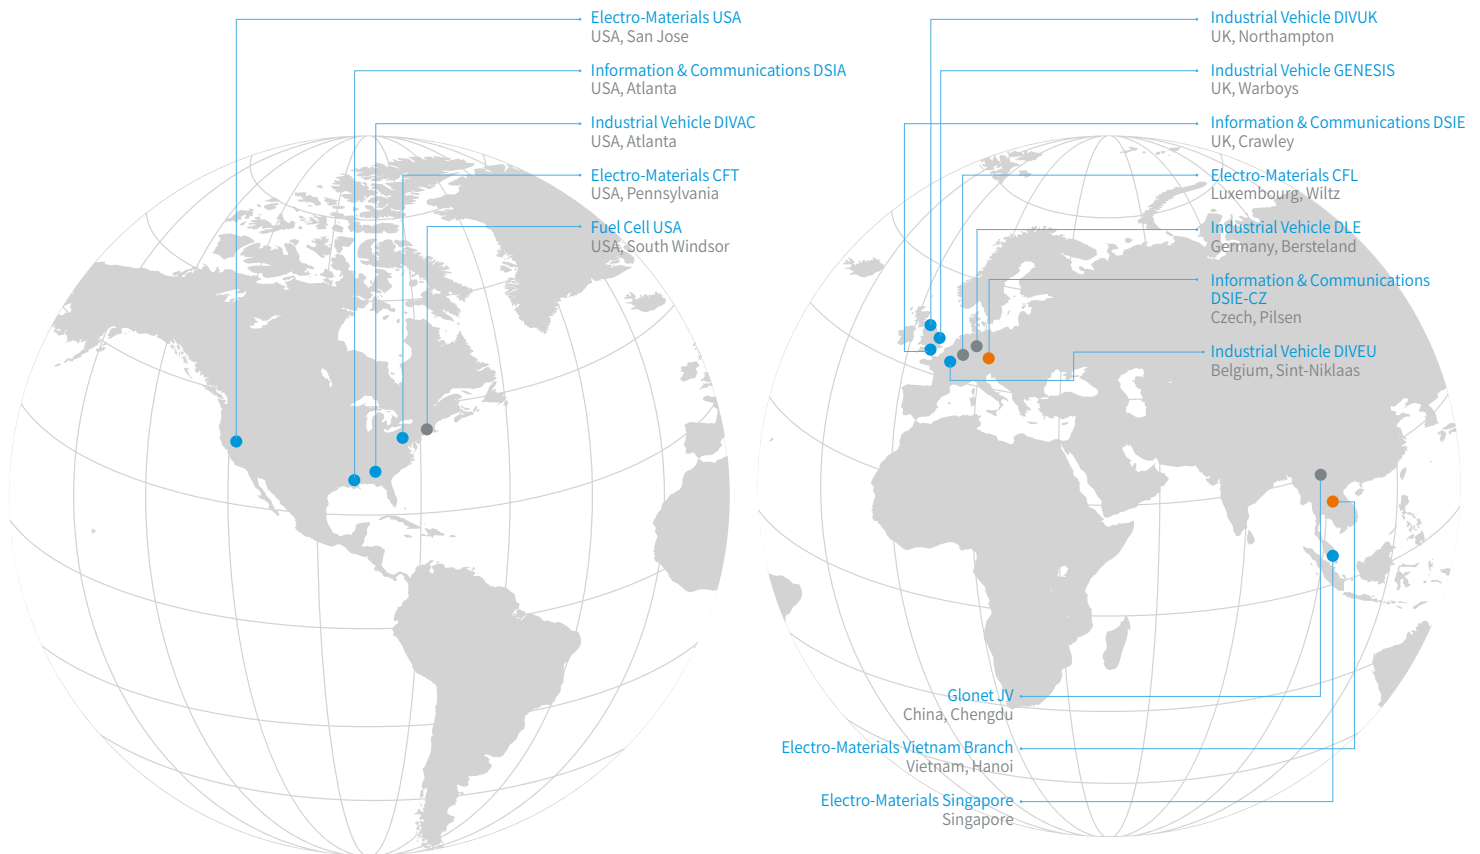 Electro-Materials USA
USA, San Jose
Information & Communications DSIA
USA, Atlanta
Industrial Vehicle DIVAC
USA, Atlanta
Electro-Materials CFT
USA, Pennsylvania
Fuel Cell USA
USA, South Windsor
Industrial Vehicle DIVUK
UK, Northampton
Industrial Vehicle GENESIS
UK, Warboys
Information & Communications DSIE
UK, Crawley
Electro-Materials CFL
Luxembourg, Wiltz
Industrial Vehicle DLE
Germany, Bersteland
Information & Communications
DSIE-CZ
Czech, Pilsen
Industrial Vehicle DIVEU
Belgium, Sint-Niklaas
Glonet JV
China, Chengdu
Electro-Materials Vietnam Branch
Vietnam, Hanoi
Electro-Materials Singapore
Singapore